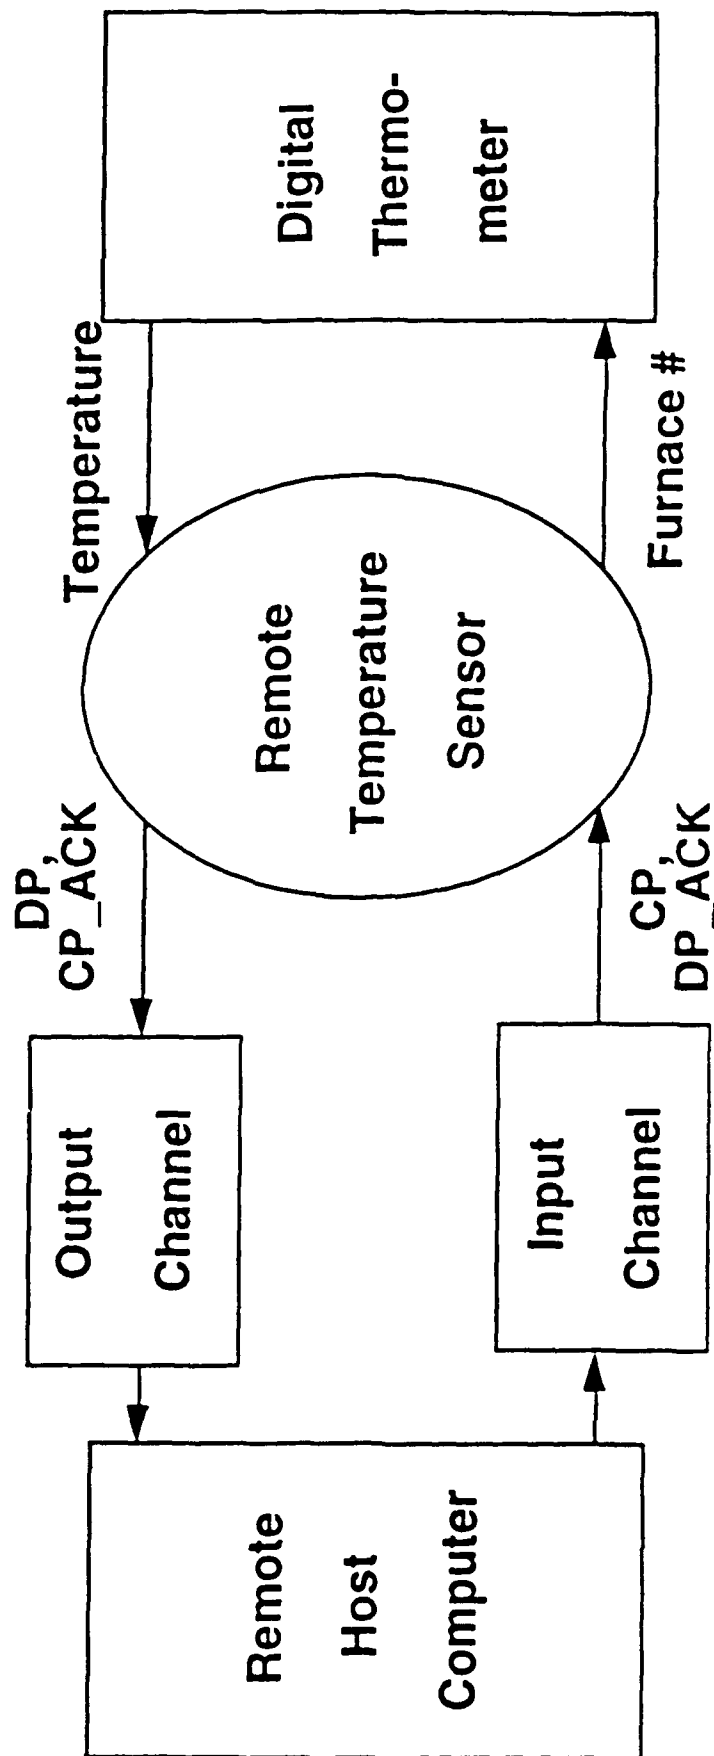 Remote
Host
Computer
Output
Channel
Input
Channel
DP,
CP_ACK
CP,
DP_ACK
Remote
Temperature
Sensor
Temperature
Furnace #
Digital
Thermo-
meter